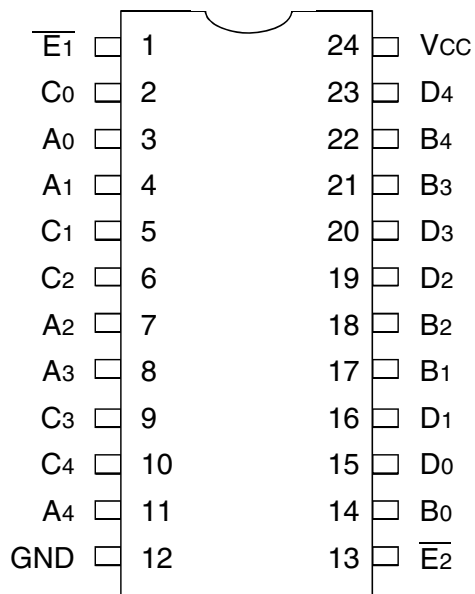 E̅1̅ 1 24 VCC
C0 2 23 D4
A0 3 22 B4
A1 4 21 B3
C1 5 20 D3
C2 6 19 D2
A2 7 18 B2
A3 8 17 B1
C3 9 16 D1
C4 10 15 D0
A4 11 14 B0
GND 12 13 E̅2̅